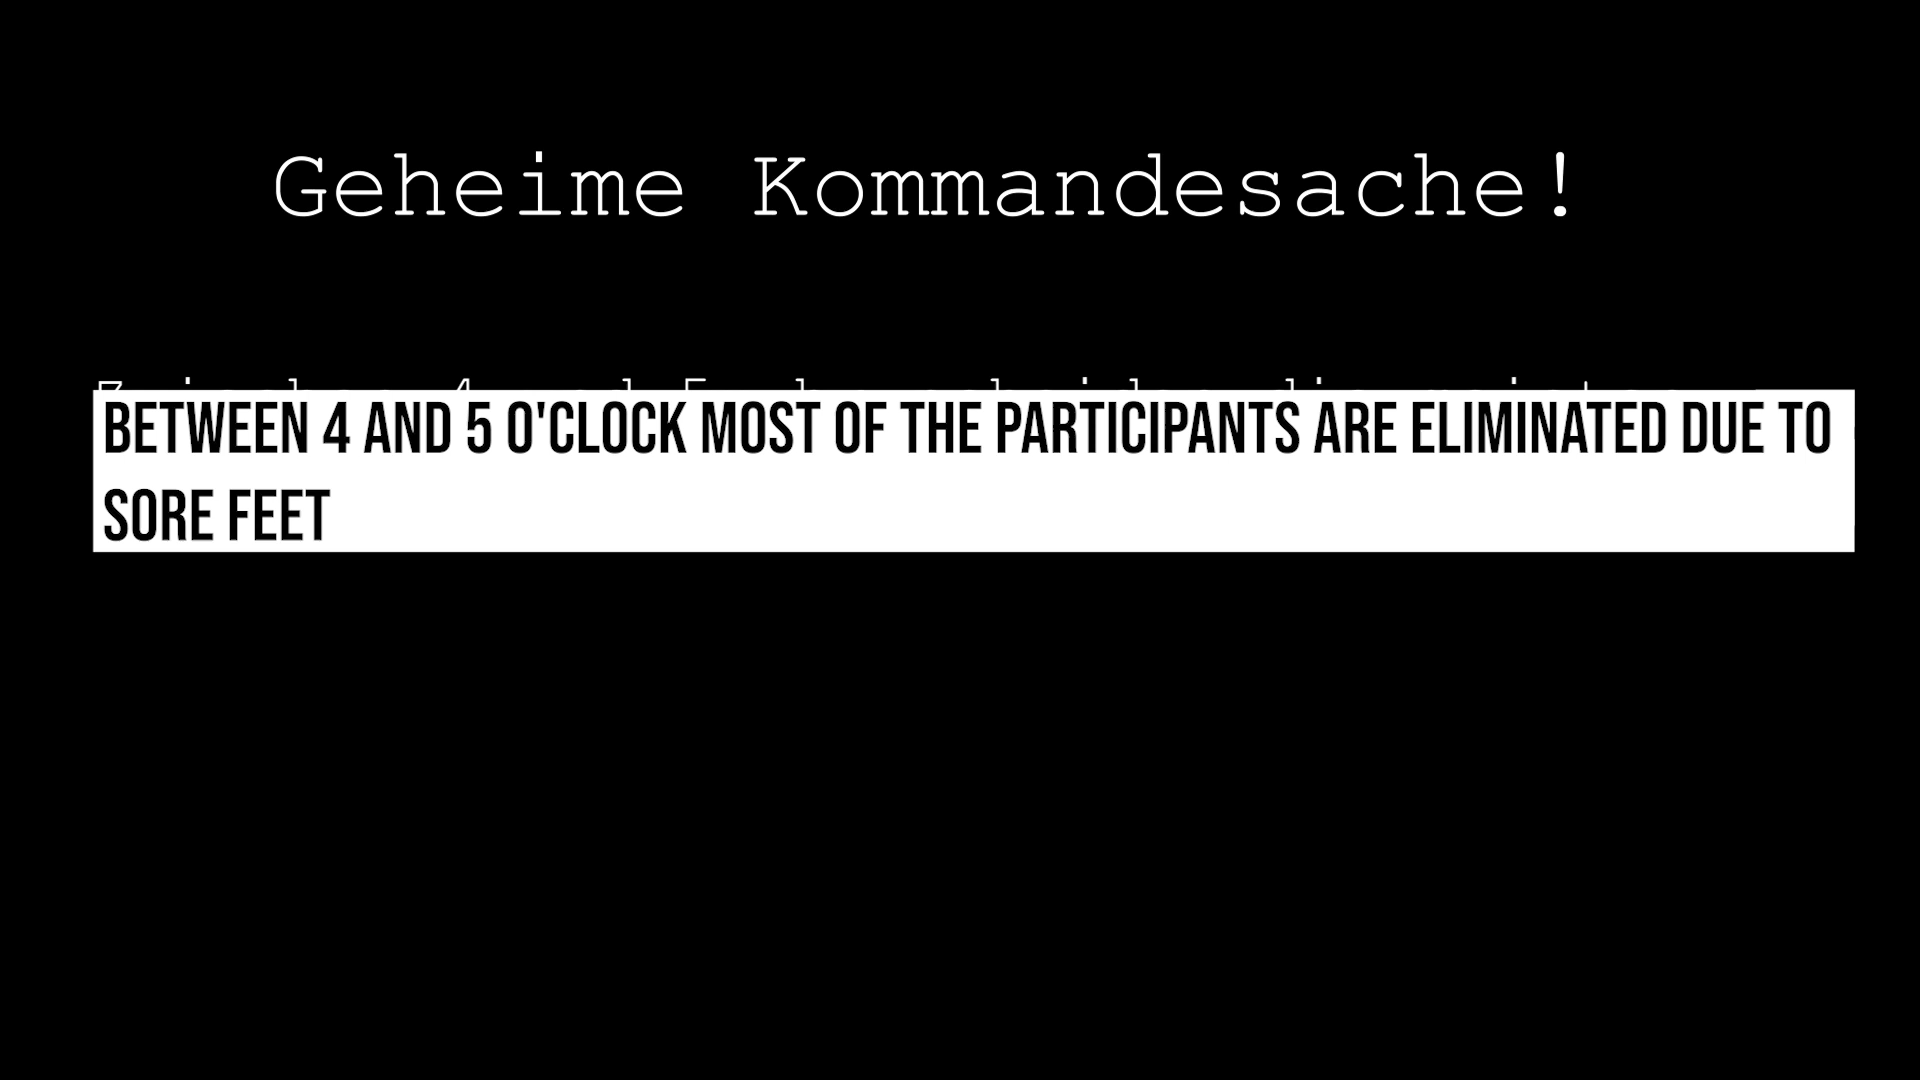 Geheime Kommandesache!
BETWEEN 4 AND 5 O'CLOCK MOST OF THE PARTICIPANTS ARE ELIMINATED DUE TO
SORE FEET